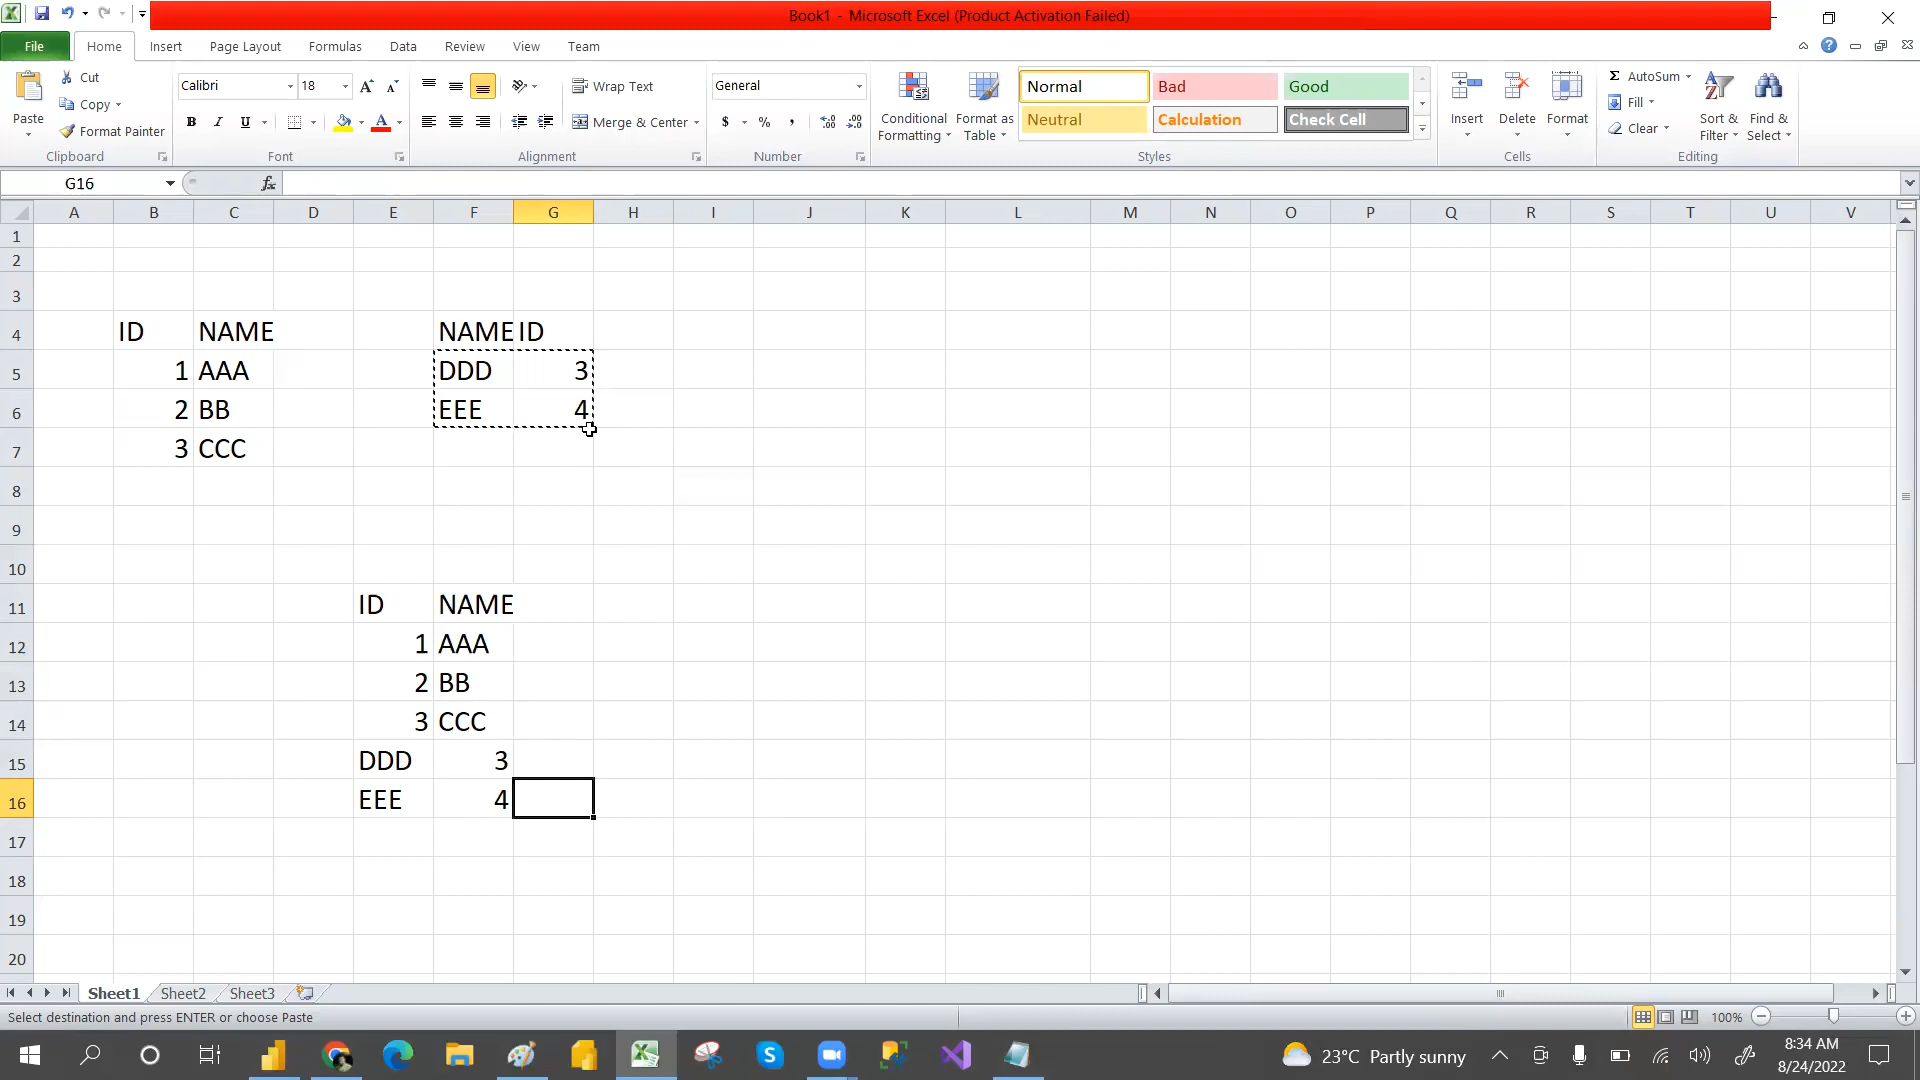 Book1 - Microsoft Excel (Product Activation Failed)
File Home Insert Page Layout Formulas Data Review View Team
Cut
Calibri 18 Wrap Text General Normal Bad Good AutoSum
Copy
Fill
Paste Conditional Format as Insert Delete Format Sort & Find &
Format Painter B I U A Merge & Center $ % , Neutral Calculation Check Cell Clear
Formatting Table Filter Select
Clipboard Font Alignment Number Styles Cells Editing
G16 fx
A B C D E F G H I J K L M N O P Q R S T U V
1
2
3
4 ID NAME NAME ID
5 1 AAA DDD 3
6 2 BB EEE 4
7 3 CCC
8
9
10
11 ID NAME
12 1 AAA
13 2 BB
14 3 CCC
15 DDD 3
16 EEE 4
17
18
19
20
Sheet1 Sheet2 Sheet3
Select destination and press ENTER or choose Paste 100%
23°C Partly sunny 8:34 AM
8/24/2022